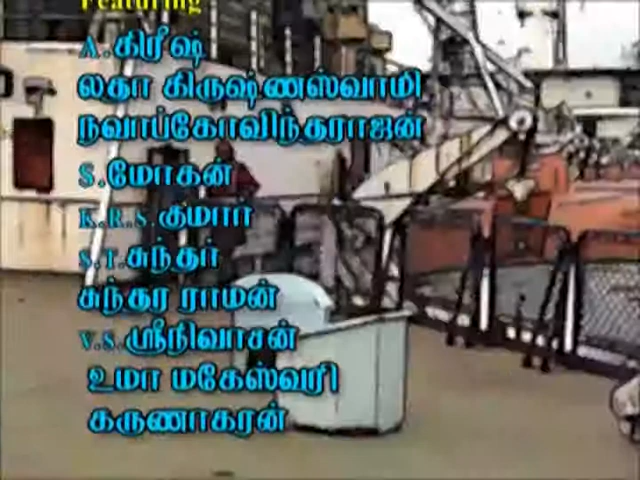 Featuring
A.கிரீஷ்
லதா கிருஷ்ணஸ்வாமி
நவாப்கோவிந்தராஜன்
S.மோகன்
K.R.S.குமார்
S.T.சுந்தர்
சுந்தர ராமன்
V.S.ஸ்ரீநிவாசன்
உமா மகேஸ்வரி
கருணாகரன்